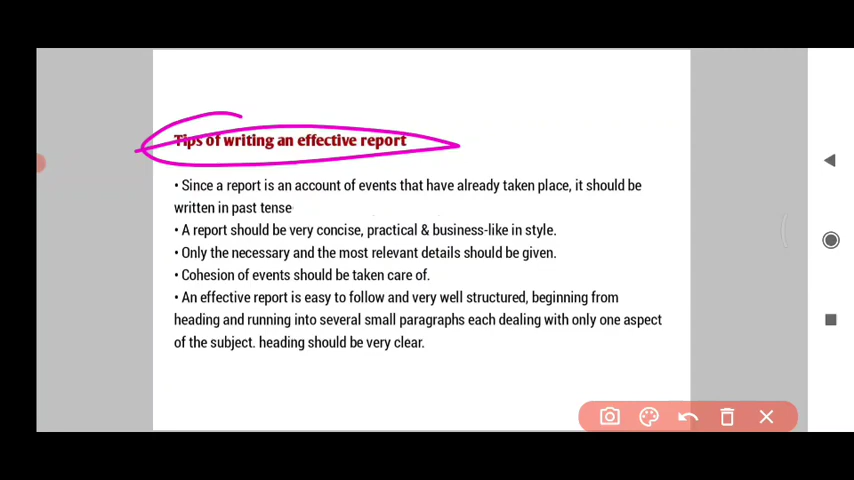 Tips of writing an effective report
• Since a report is an account of events that have already taken place, it should be
written in past tense
• A report should be very concise, practical & business-like in style.
• Only the necessary and the most relevant details should be given.
• Cohesion of events should be taken care of.
• An effective report is easy to follow and very well structured, beginning from
heading and running into several small paragraphs each dealing with only one aspect
of the subject. heading should be very clear.